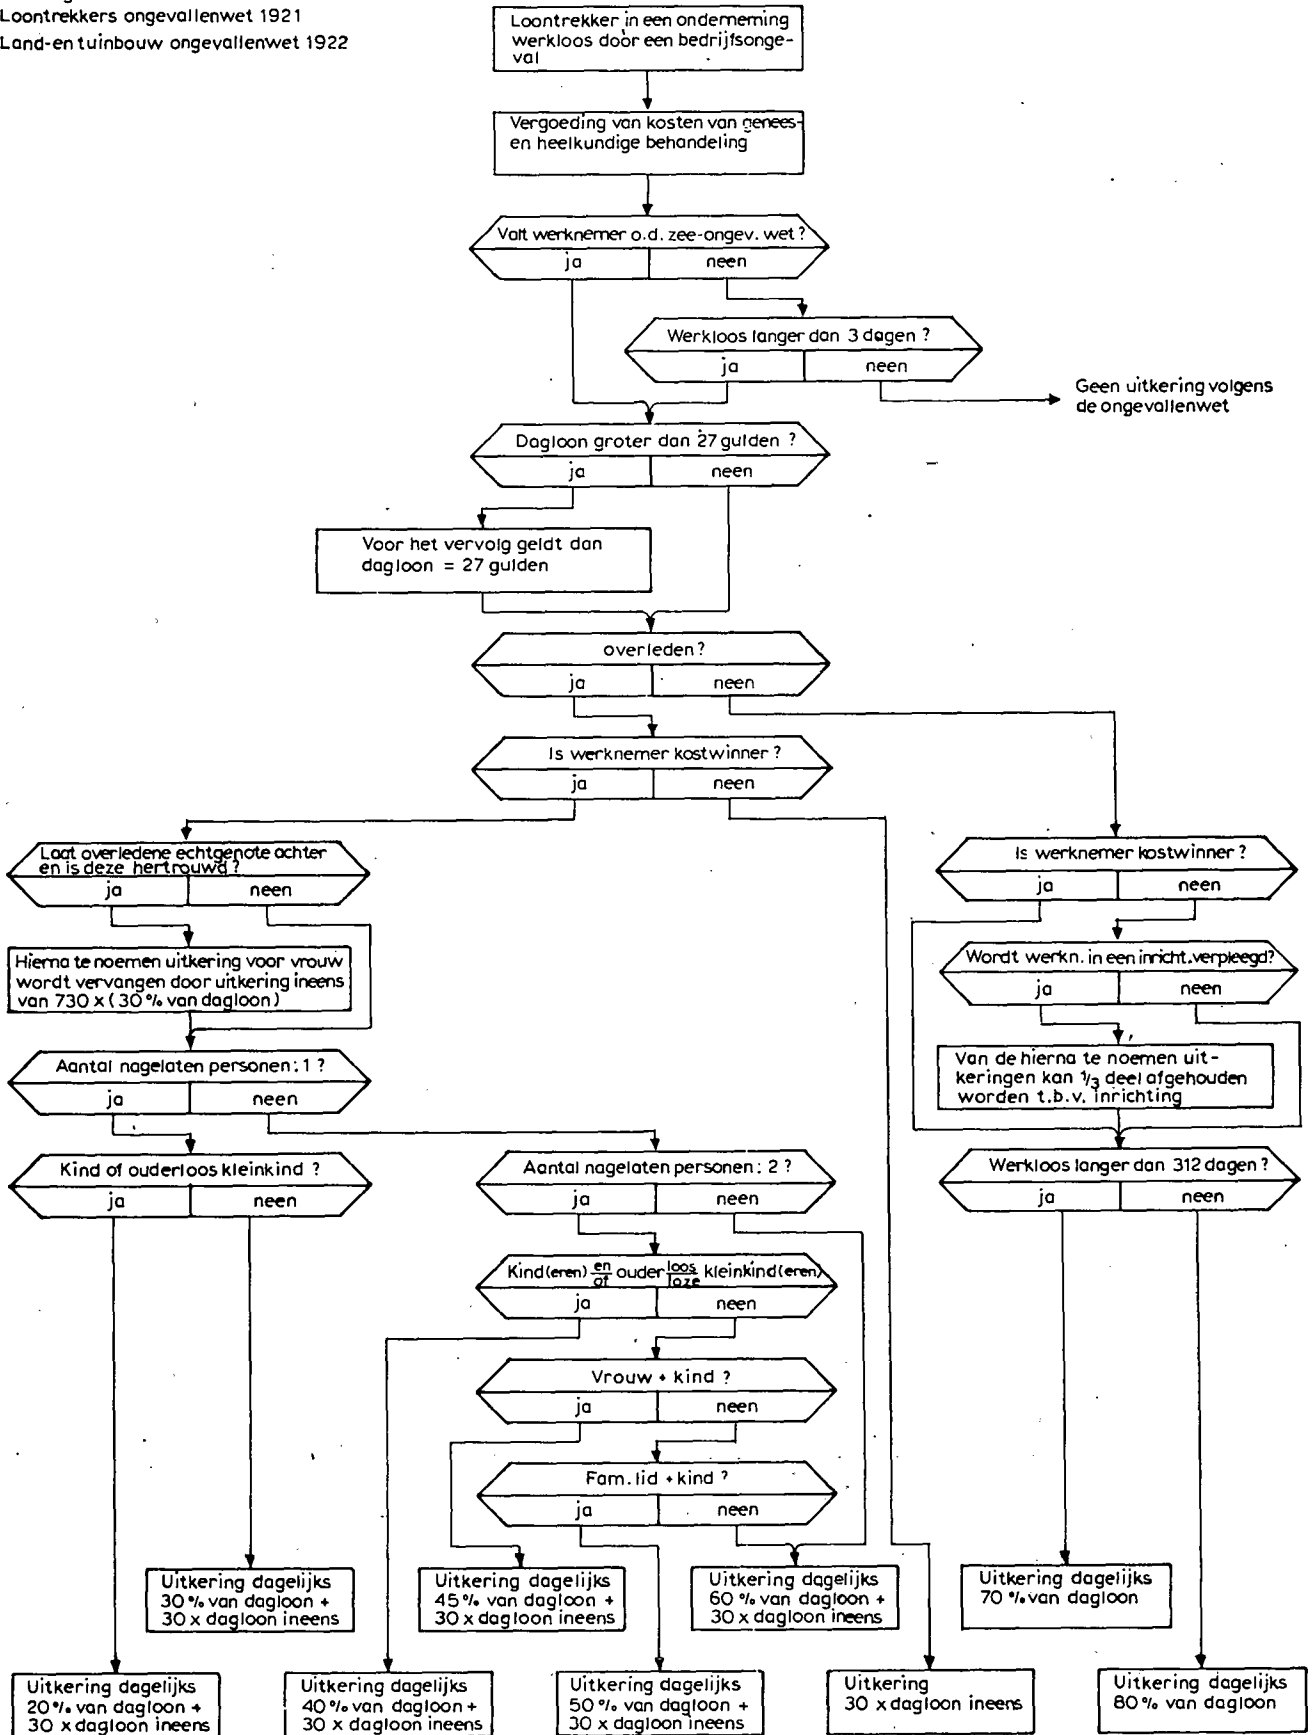 Loontrekkers ongevallenwet 1921
Land-en tuinbouw ongevallenwet 1922
Loontrekker in een onderneming
werkloos door een bedrijfsonge-
val
Vergoeding van kosten van genees-
en heelkundige behandeling
Valt werknemer o.d. zee-ongev. wet?
ja
neen
Werkloos langer dan 3 dagen ?
ja
neen
Geen uitkering volgens
de ongevallenwet
Dagloon groter dan 27 gulden ?
ja
neen
Voor het vervolg geldt dan
dagloon = 27 gulden
overleden?
ja
neen
Is werknemer kostwinner ?
ja
neen
Laat overledene echtgenote achter
en is deze hertrouwd ?
ja
neen
Is werknemer kostwinner ?
ja
neen
Hierna te noemen uitkering voor vrouw
wordt vervangen door uitkering ineens
van 730 x (30% van dagloon)
Wordt werkn. in een inricht. verpleegd?
ja
neen
Van de hierna te noemen uit-
keringen kan 1/3 deel afgehouden
worden t.b.v. inrichting
Aantal nagelaten personen: 1 ?
ja
neen
Kind of ouderloos kleinkind ?
ja
neen
Aantal nagelaten personen: 2 ?
ja
neen
Werkloos langer dan 312 dagen ?
ja
neen
Kind(eren) en/of ouder loos/loze kleinkind(eren)
ja
neen
Vrouw + kind ?
ja
neen
Fam. lid + kind ?
ja
neen
Uitkering dagelijks
30% van dagloon +
30 x dagloon ineens
Uitkering dagelijks
45% van dagloon +
30 x dagloon ineens
Uitkering dagelijks
60% van dagloon +
30 x dagloon ineens
Uitkering dagelijks
70% van dagloon
Uitkering dagelijks
20% van dagloon +
30 x dagloon ineens
Uitkering dagelijks
40% van dagloon +
30 x dagloon ineens
Uitkering dagelijks
50% van dagloon +
30 x dagloon ineens
Uitkering
30 x dagloon ineens
Uitkering dagelijks
80% van dagloon